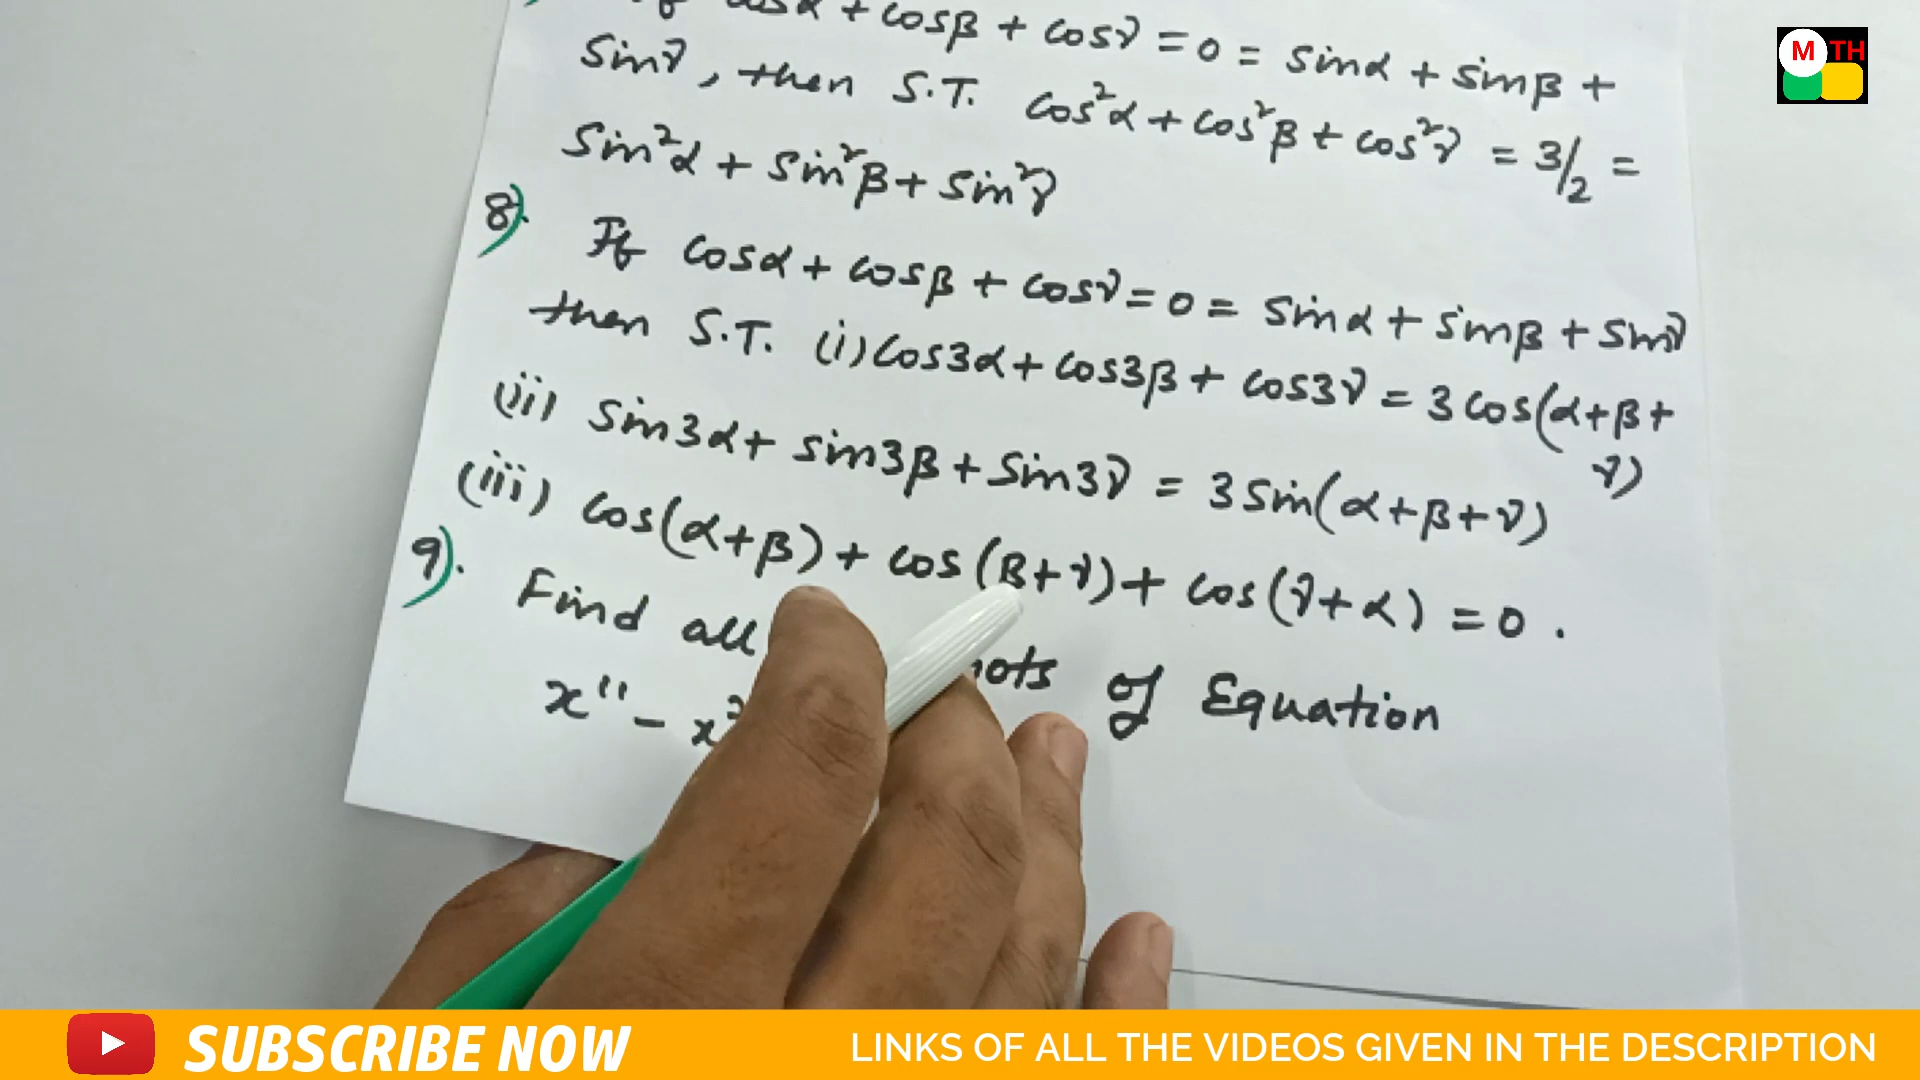 cosα + cosβ + cosγ = 0 = sinα + sinβ +
sinγ, then S.T. cos²α + cos²β + cos²γ = 3/2 =
sin²α + sin²β + sin²γ
8). If cosα + cosβ + cosγ = 0 = sinα + sinβ + sinγ
then S.T. (i) cos3α + cos3β + cos3γ = 3cos(α+β+
γ)
(ii) sin3α + sin3β + sin3γ = 3sin(α+β+γ)
(iii) cos(α+β) + cos(β+γ) + cos(γ+α) = 0.
9). Find all of Equation
x¹¹ - x
M TH
SUBSCRIBE NOW
LINKS OF ALL THE VIDEOS GIVEN IN THE DESCRIPTION